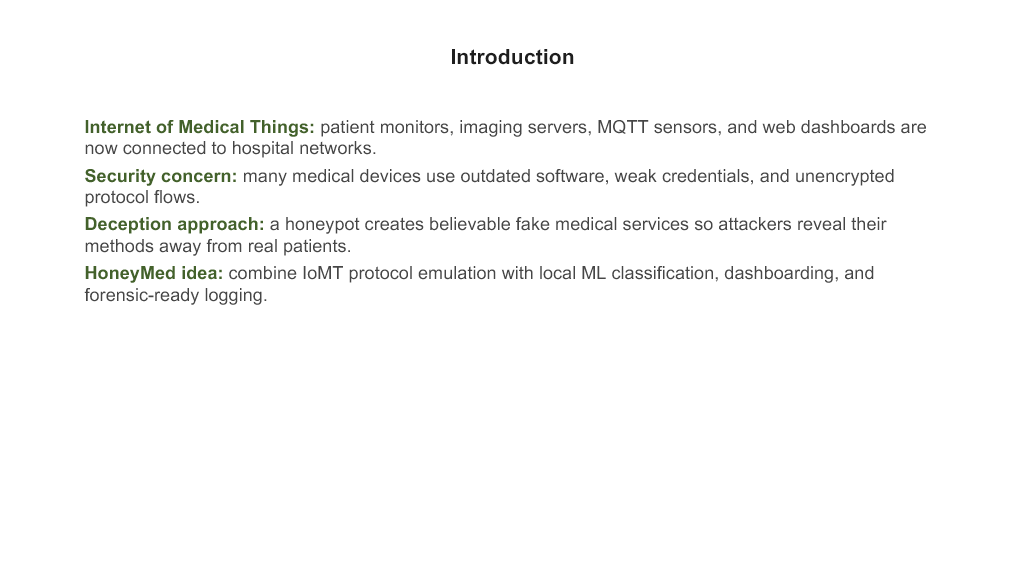 Introduction
Internet of Medical Things: patient monitors, imaging servers, MQTT sensors, and web dashboards are
now connected to hospital networks.
Security concern: many medical devices use outdated software, weak credentials, and unencrypted
protocol flows.
Deception approach: a honeypot creates believable fake medical services so attackers reveal their
methods away from real patients.
HoneyMed idea: combine IoMT protocol emulation with local ML classification, dashboarding, and
forensic-ready logging.